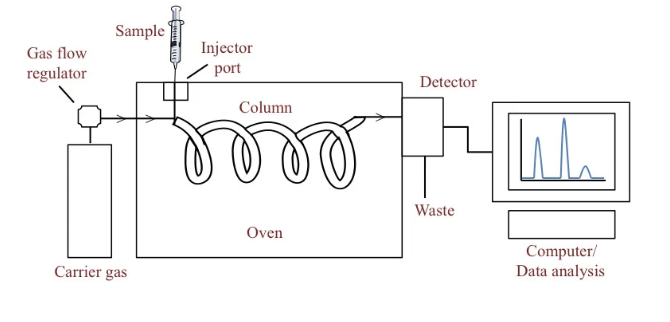 Sample
Gas flow
regulator
Injector
port
Detector
Column
Waste
Oven
Carrier gas
Computer/
Data analysis